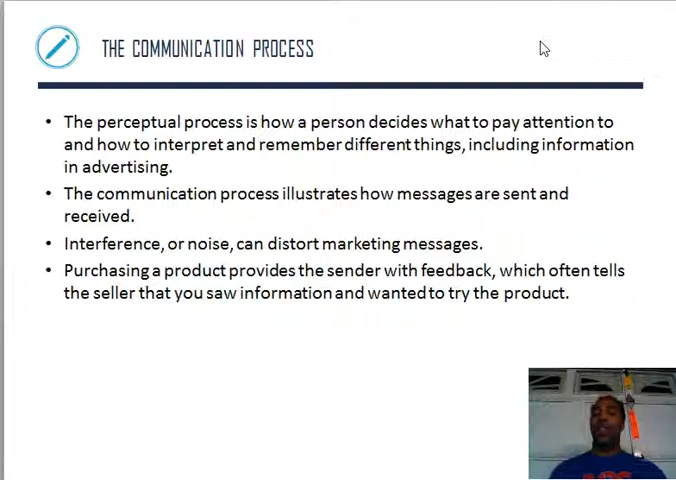 THE COMMUNICATION PROCESS
• The perceptual process is how a person decides what to pay attention to
and how to interpret and remember different things, including information
in advertising.
• The communication process illustrates how messages are sent and
received.
• Interference, or noise, can distort marketing messages.
• Purchasing a product provides the sender with feedback, which often tells
the seller that you saw information and wanted to try the product.